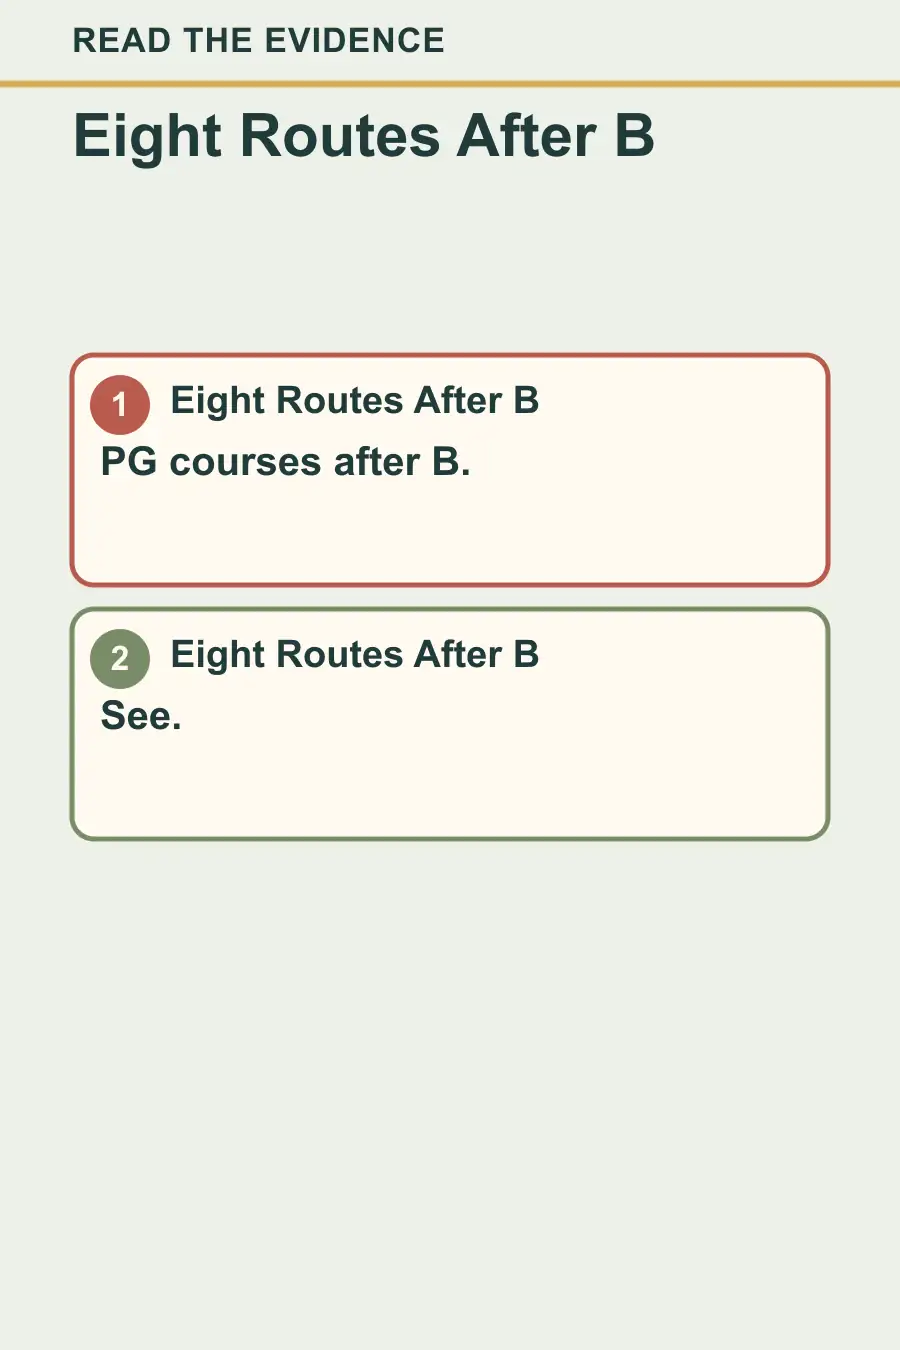 READ THE EVIDENCE
Eight Routes After B
1 Eight Routes After B
PG courses after B.
2 Eight Routes After B
See.